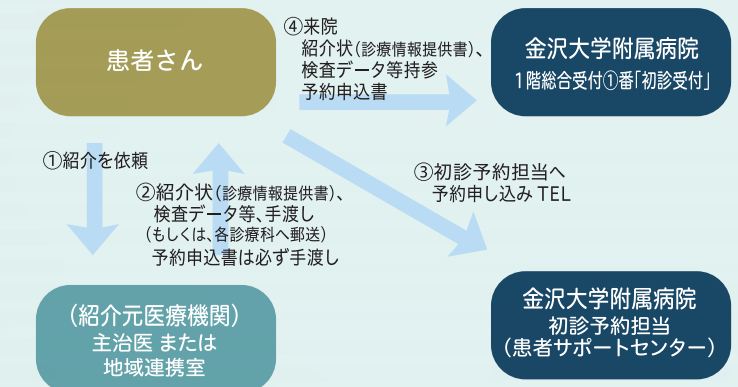 患者さん
④来院
紹介状(診療情報提供書)、
検査データ等持参
予約申込書
金沢大学附属病院
1階総合受付①番「初診受付」
①紹介を依頼
②紹介状(診療情報提供書)、
検査データ等、手渡し
(もしくは、各診療科へ郵送)
予約申込書は必ず手渡し
③初診予約担当へ
予約申し込み TEL
(紹介元医療機関)
主治医 または
地域連携室
金沢大学附属病院
初診予約担当
(患者サポートセンター)